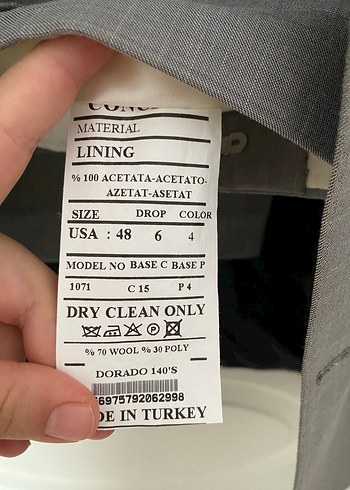 MATERIAL
LINING
% 100 ACETATA-ACETATO-
AZETAT-ASETAT
SIZE DROP COLOR
USA : 48 6 4
MODEL NO BASE C BASE P
1071 C 15 P 4
DRY CLEAN ONLY
P
% 70 WOOL % 30 POLY
DORADO 140'S
6975792062998
DE IN TURKEY